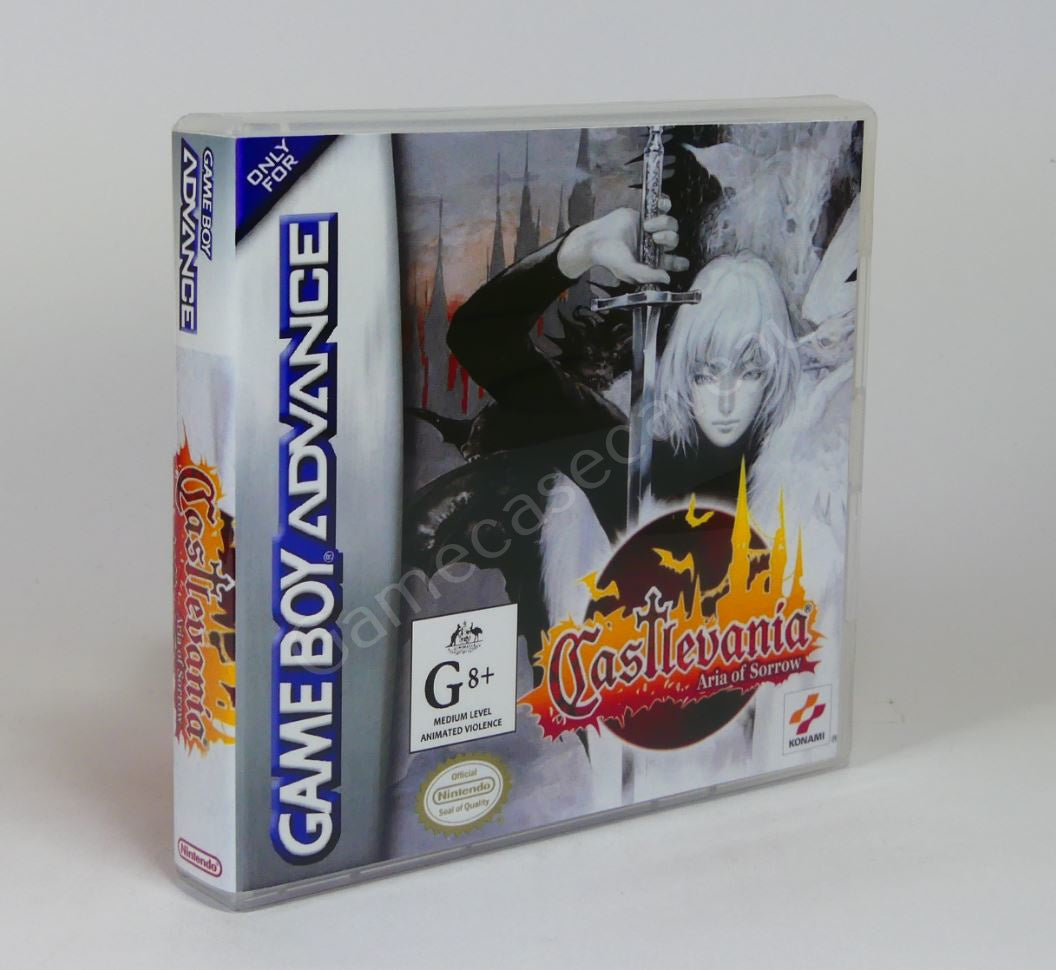 GAME BOY
ADVANCE
Castlevania
Aria of Sorrow
Nintendo
ONLY
FOR
GAME BOY ADVANCE
®
G 8+
MEDIUM LEVEL
ANIMATED VIOLENCE
Official
Nintendo
Seal of Quality
Castlevania®
Aria of Sorrow
KONAMI ®